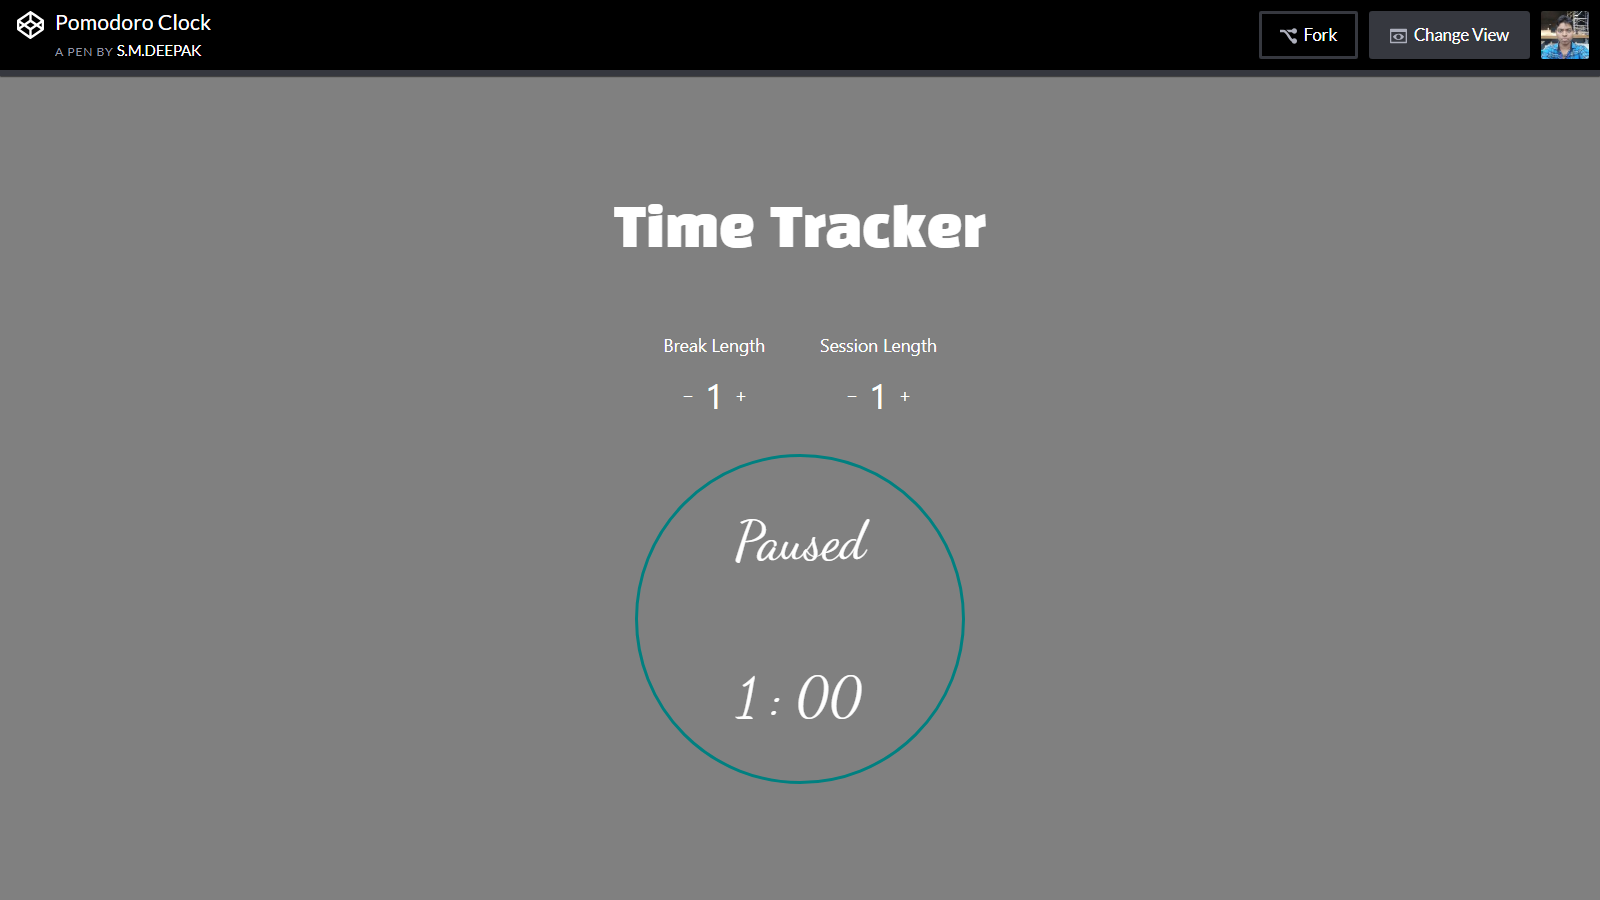 Pomodoro Clock
A PEN BY S.M.DEEPAK
Fork
Change View
Time Tracker
Break Length
Session Length
− 1 +
− 1 +
Paused
1 : 00